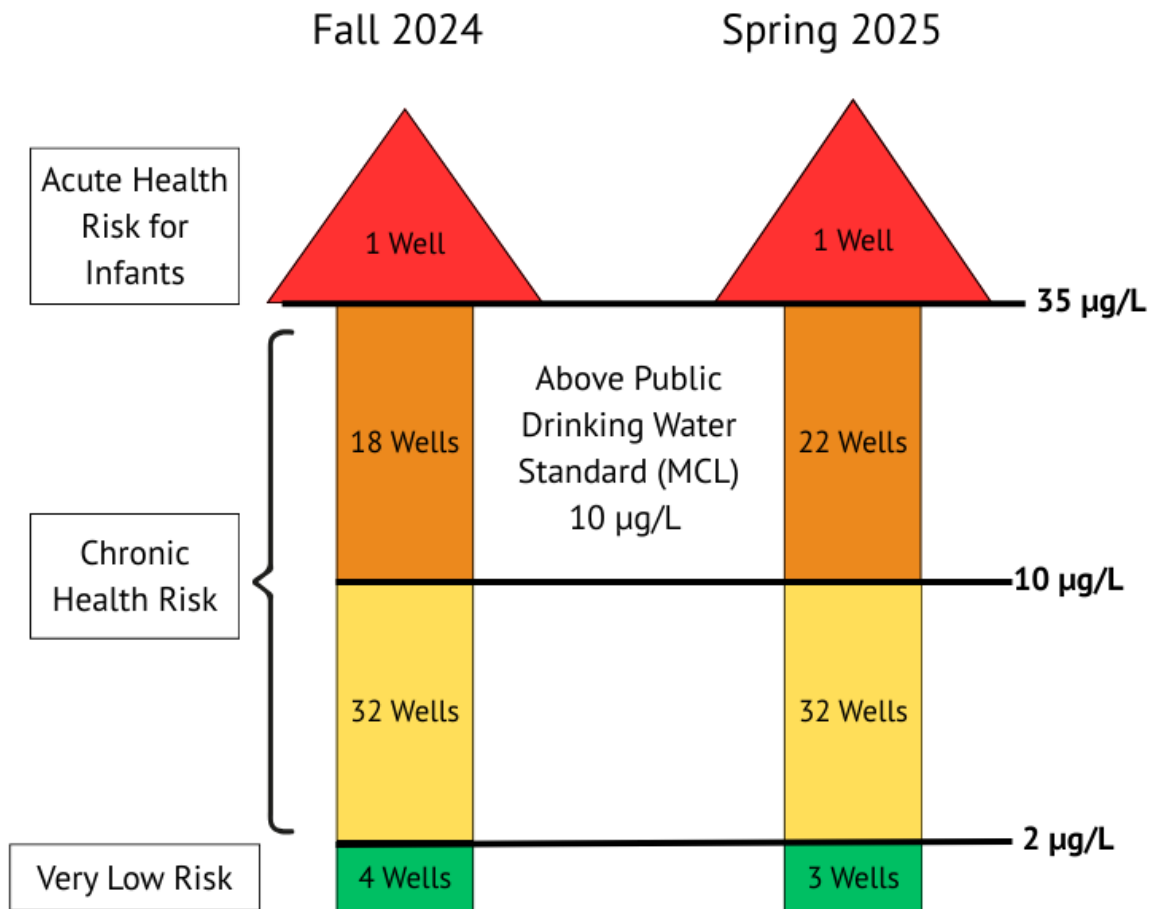 Fall 2024
Spring 2025
Acute Health
Risk for
Infants
1 Well
1 Well
35 µg/L
18 Wells
Above Public
Drinking Water
Standard (MCL)
10 µg/L
22 Wells
Chronic
Health Risk
10 µg/L
32 Wells
32 Wells
2 µg/L
Very Low Risk
4 Wells
3 Wells